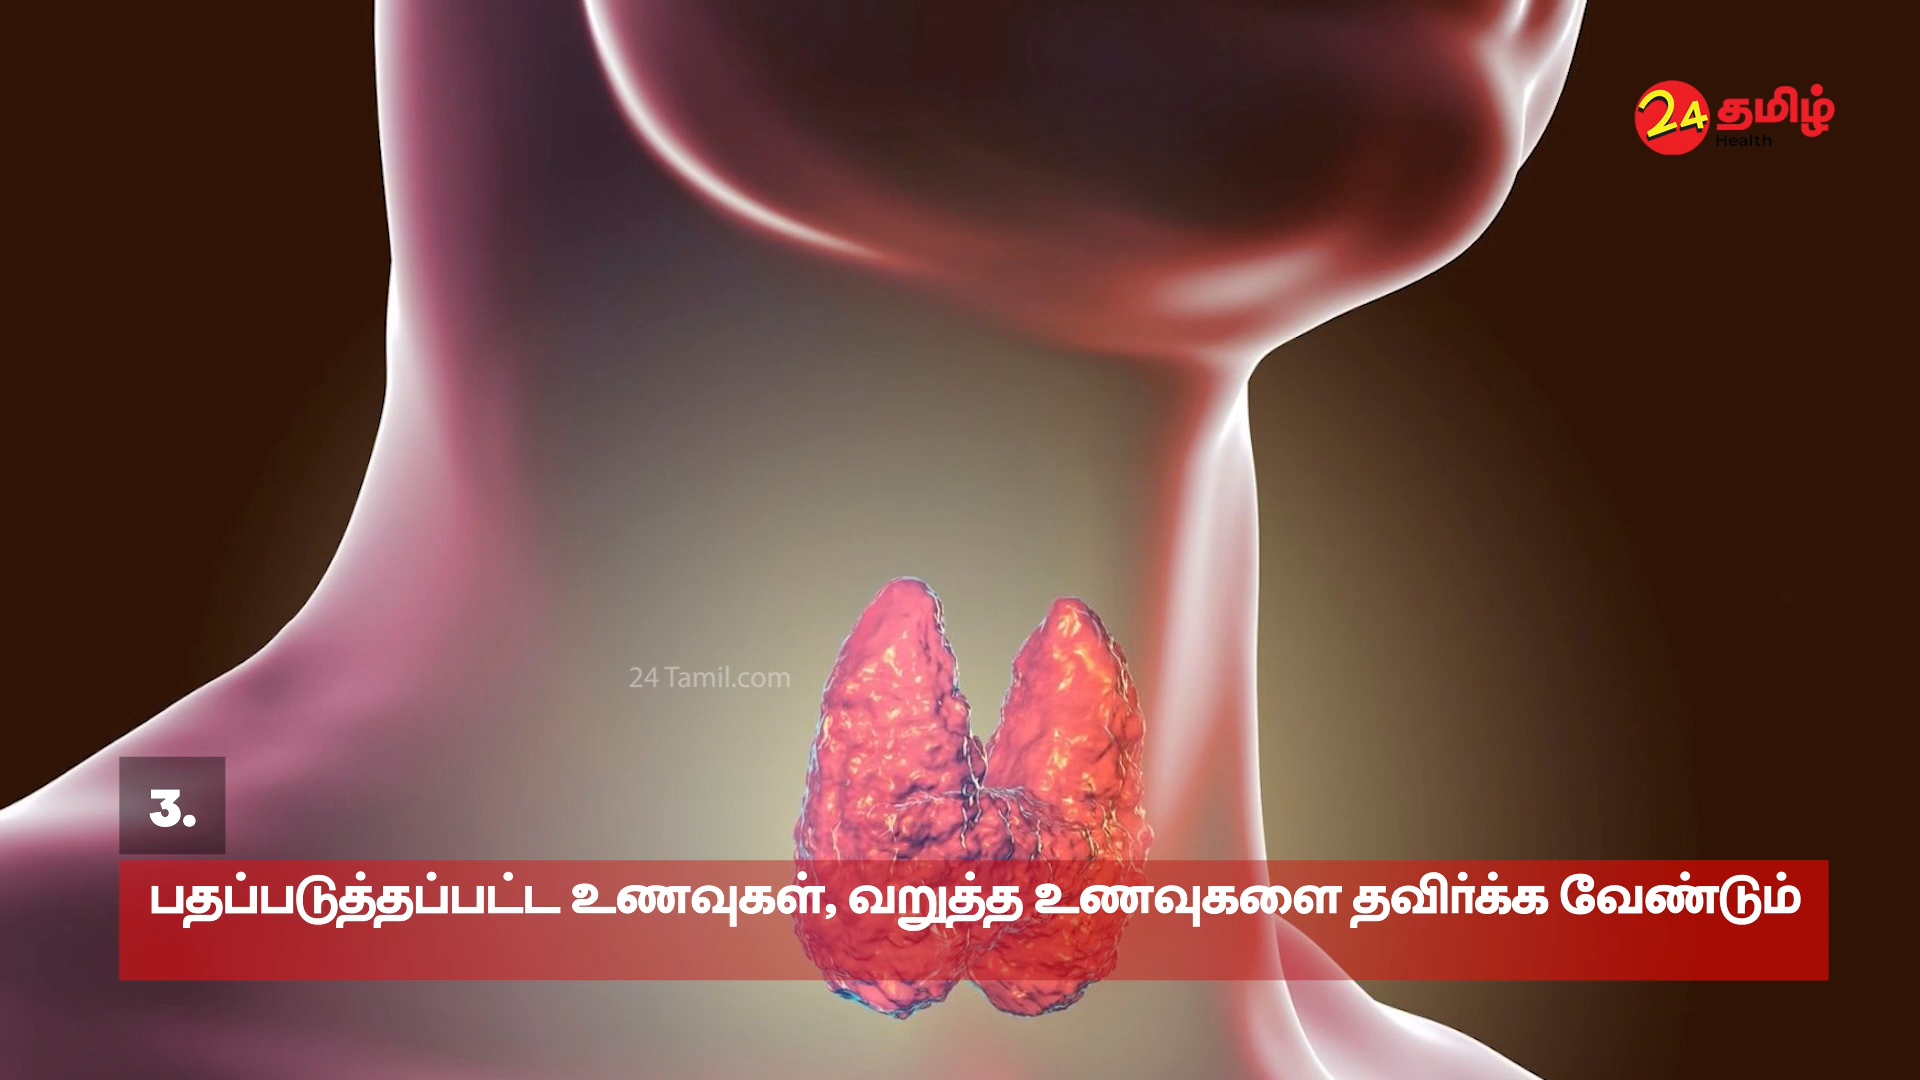 24 தமிழ்
Health
24 Tamil.com
3.
பதப்படுத்தப்பட்ட உணவுகள், வறுத்த உணவுகளை தவிர்க்க வேண்டும்